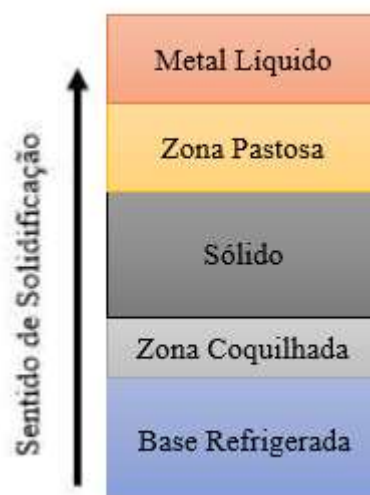 Metal Líquido
Zona Pastosa
Sólido
Zona Coquilhada
Base Refrigerada
Sentido de Solidificação